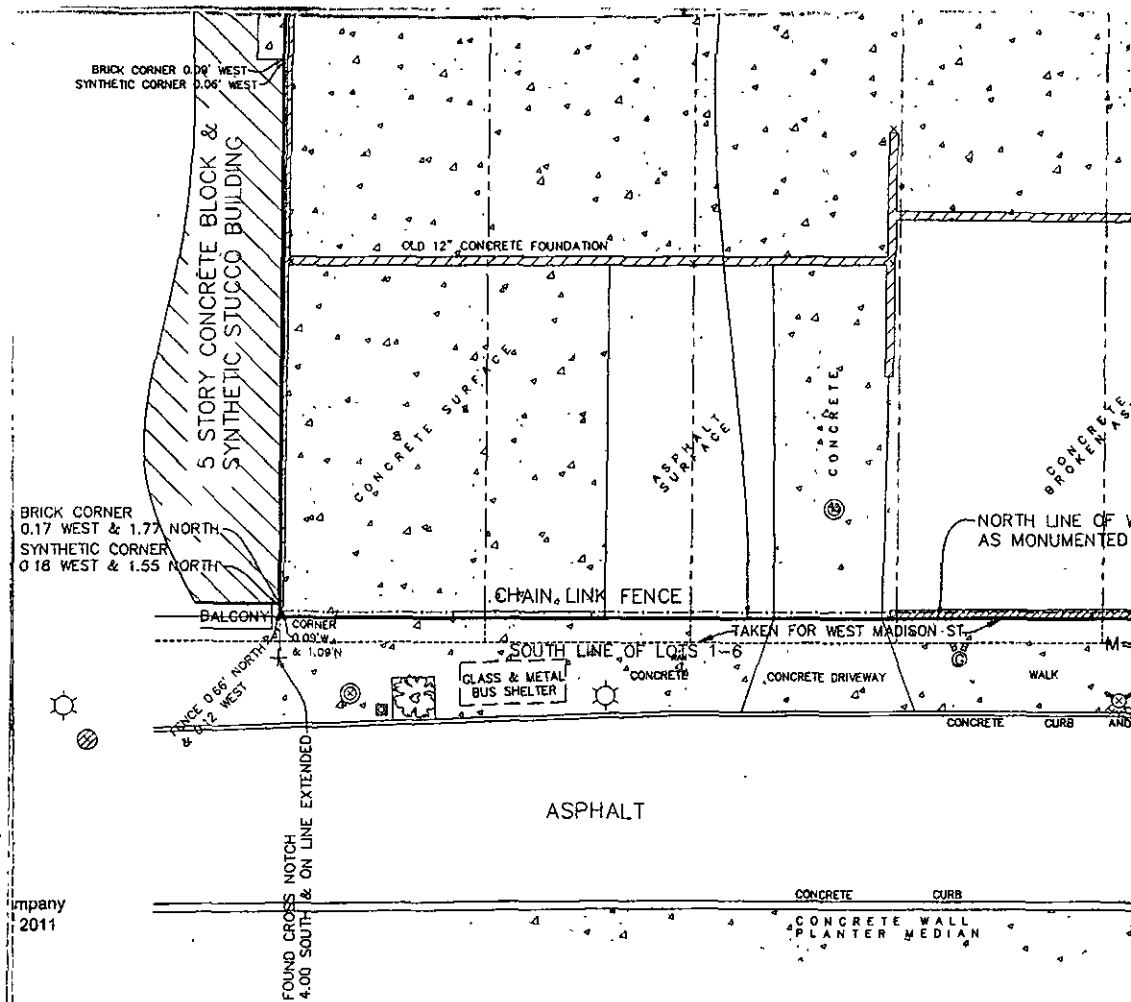 BRICK CORNER 0.09' WEST
SYNTHETIC CORNER 0.06' WEST
5 STORY CONCRETE BLOCK &
SYNTHETIC STUCCO BUILDING
OLD 12" CONCRETE FOUNDATION
CONCRETE SURFACE
ASPHALT
SURFACE
CONCRETE
CONCRETE
BROKEN AS
BRICK CORNER
0.17 WEST & 1.77 NORTH
SYNTHETIC CORNER
0.18 WEST & 1.55 NORTH
NORTH LINE OF W
AS MONUMENTED
CHAIN LINK FENCE
BALCONY
CORNER
0.09'W
& 1.09'N
TAKEN FOR WEST MADISON ST
SOUTH LINE OF LOTS 1-6
M
FENCE 0.66' NORTH
& 0.12' WEST
GLASS & METAL
BUS SHELTER
CONCRETE
CONCRETE DRIVEWAY
G
WALK
CONCRETE CURB AND
FOUND CROSS NOTCH
4.00 SOUTH & ON LINE EXTENDED
ASPHALT
CONCRETE CURB
CONCRETE WALL
PLANTER MEDIAN
mpany
2011